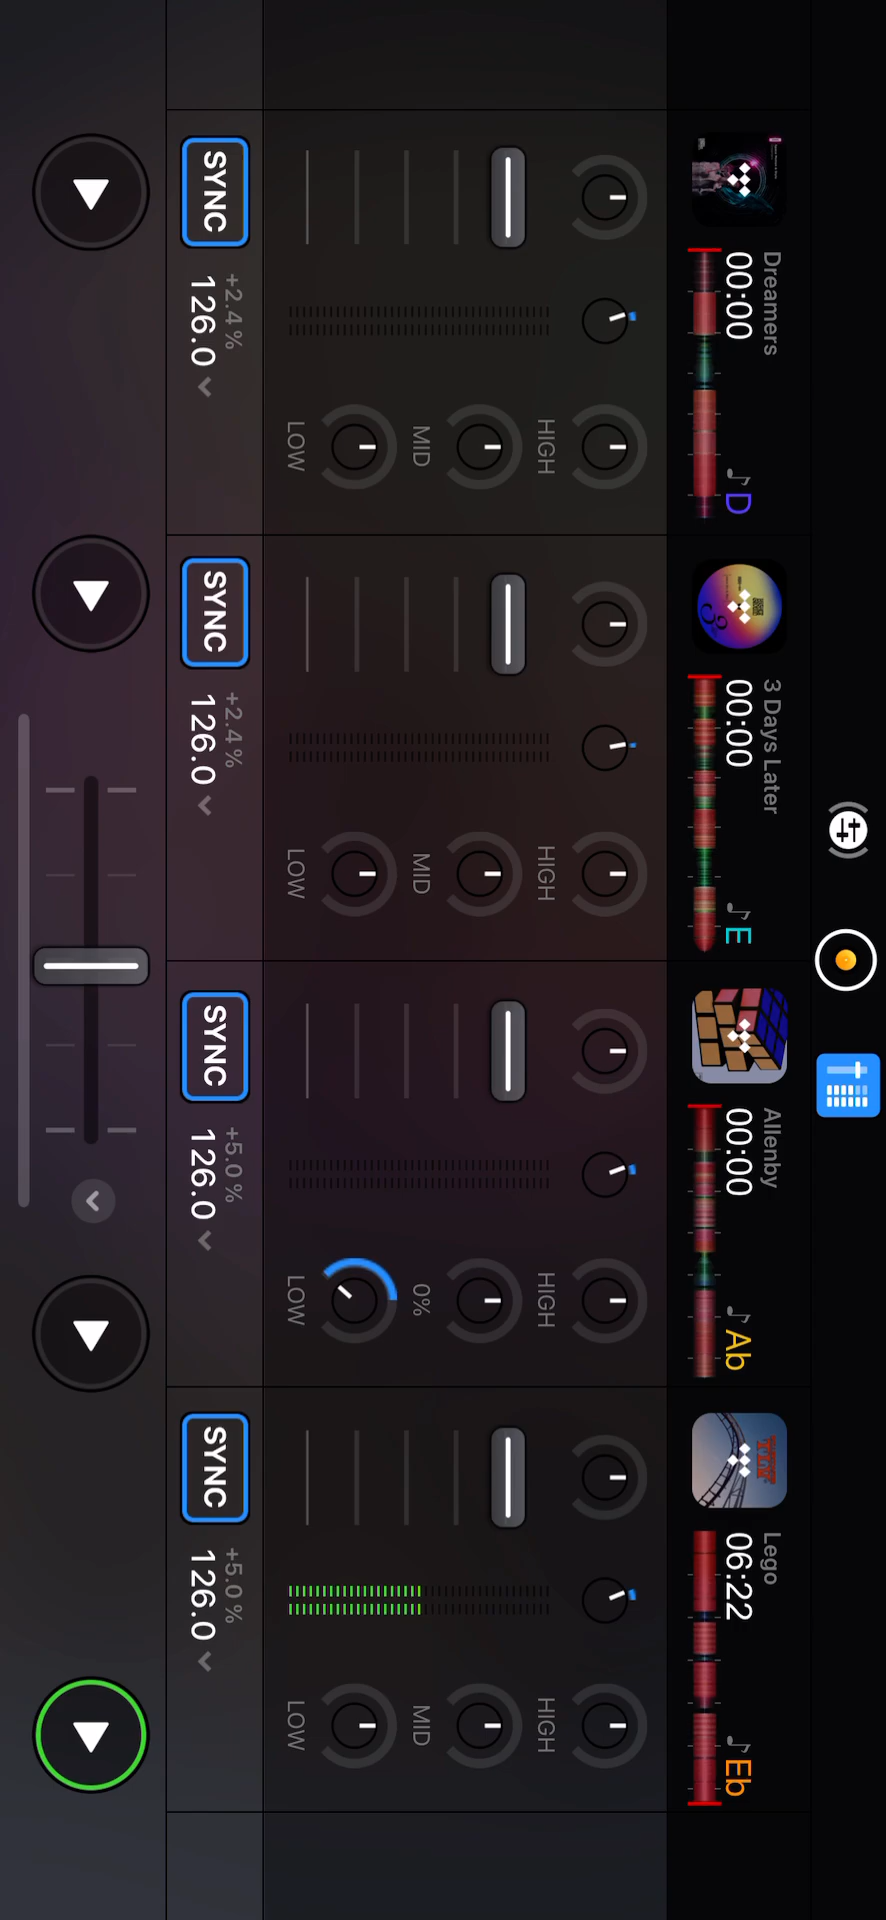 Dreamers
00:00
D
3 Days Later
00:00
E
Allenby
00:00
Ab
Lego
06:22
Eb
HIGH
MID
LOW
HIGH
MID
LOW
HIGH
0%
LOW
HIGH
MID
LOW
SYNC
+2.4 %
126.0
SYNC
+2.4 %
126.0
SYNC
+5.0 %
126.0
SYNC
+5.0 %
126.0